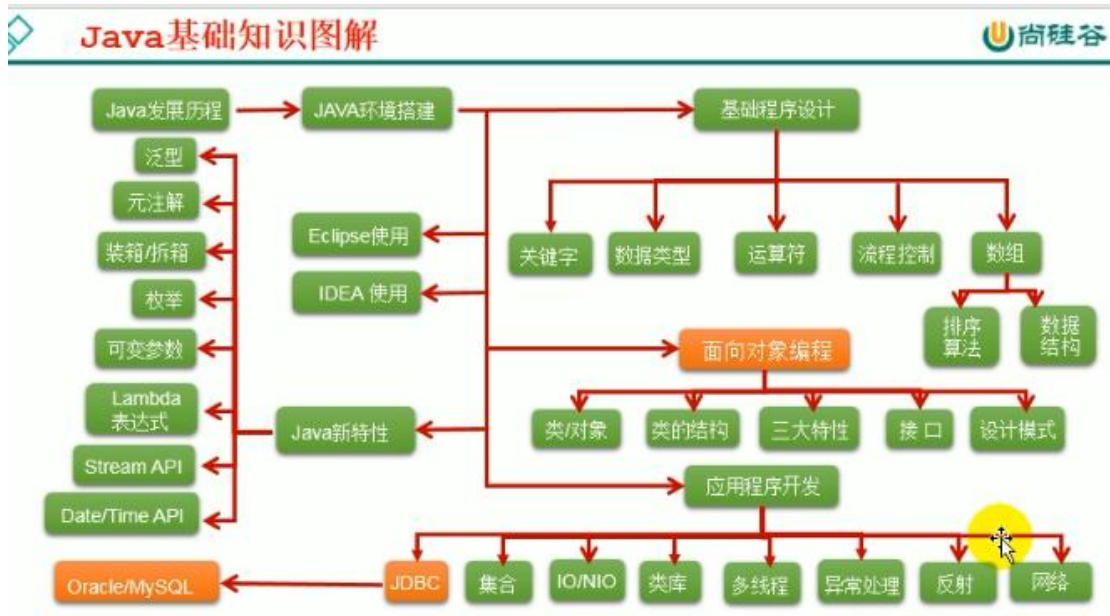 Java基础知识图解
尚硅谷
Java发展历程
JAVA环境搭建
基础程序设计
泛型
元注解
装箱/拆箱
枚举
可变参数
Lambda
表达式
Stream API
Date/Time API
Eclipse使用
IDEA 使用
Java新特性
关键字
数据类型
运算符
流程控制
数组
排序
算法
数据
结构
面向对象编程
类/对象
类的结构
三大特性
接 口
设计模式
应用程序开发
Oracle/MySQL
JDBC
集合
IO/NIO
类库
多线程
异常处理
反射
网络